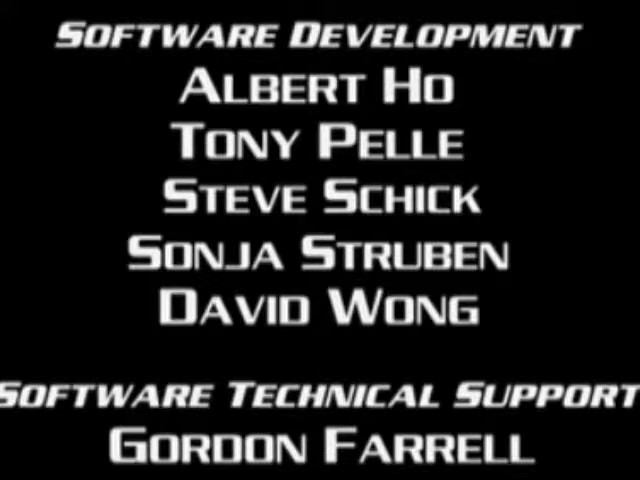 SOFTWARE DEVELOPMENT
ALBERT HO
TONY PELLE
STEVE SCHICK
SONJA STRUBEN
DAVID WONG
SOFTWARE TECHNICAL SUPPORT
GORDON FARRELL